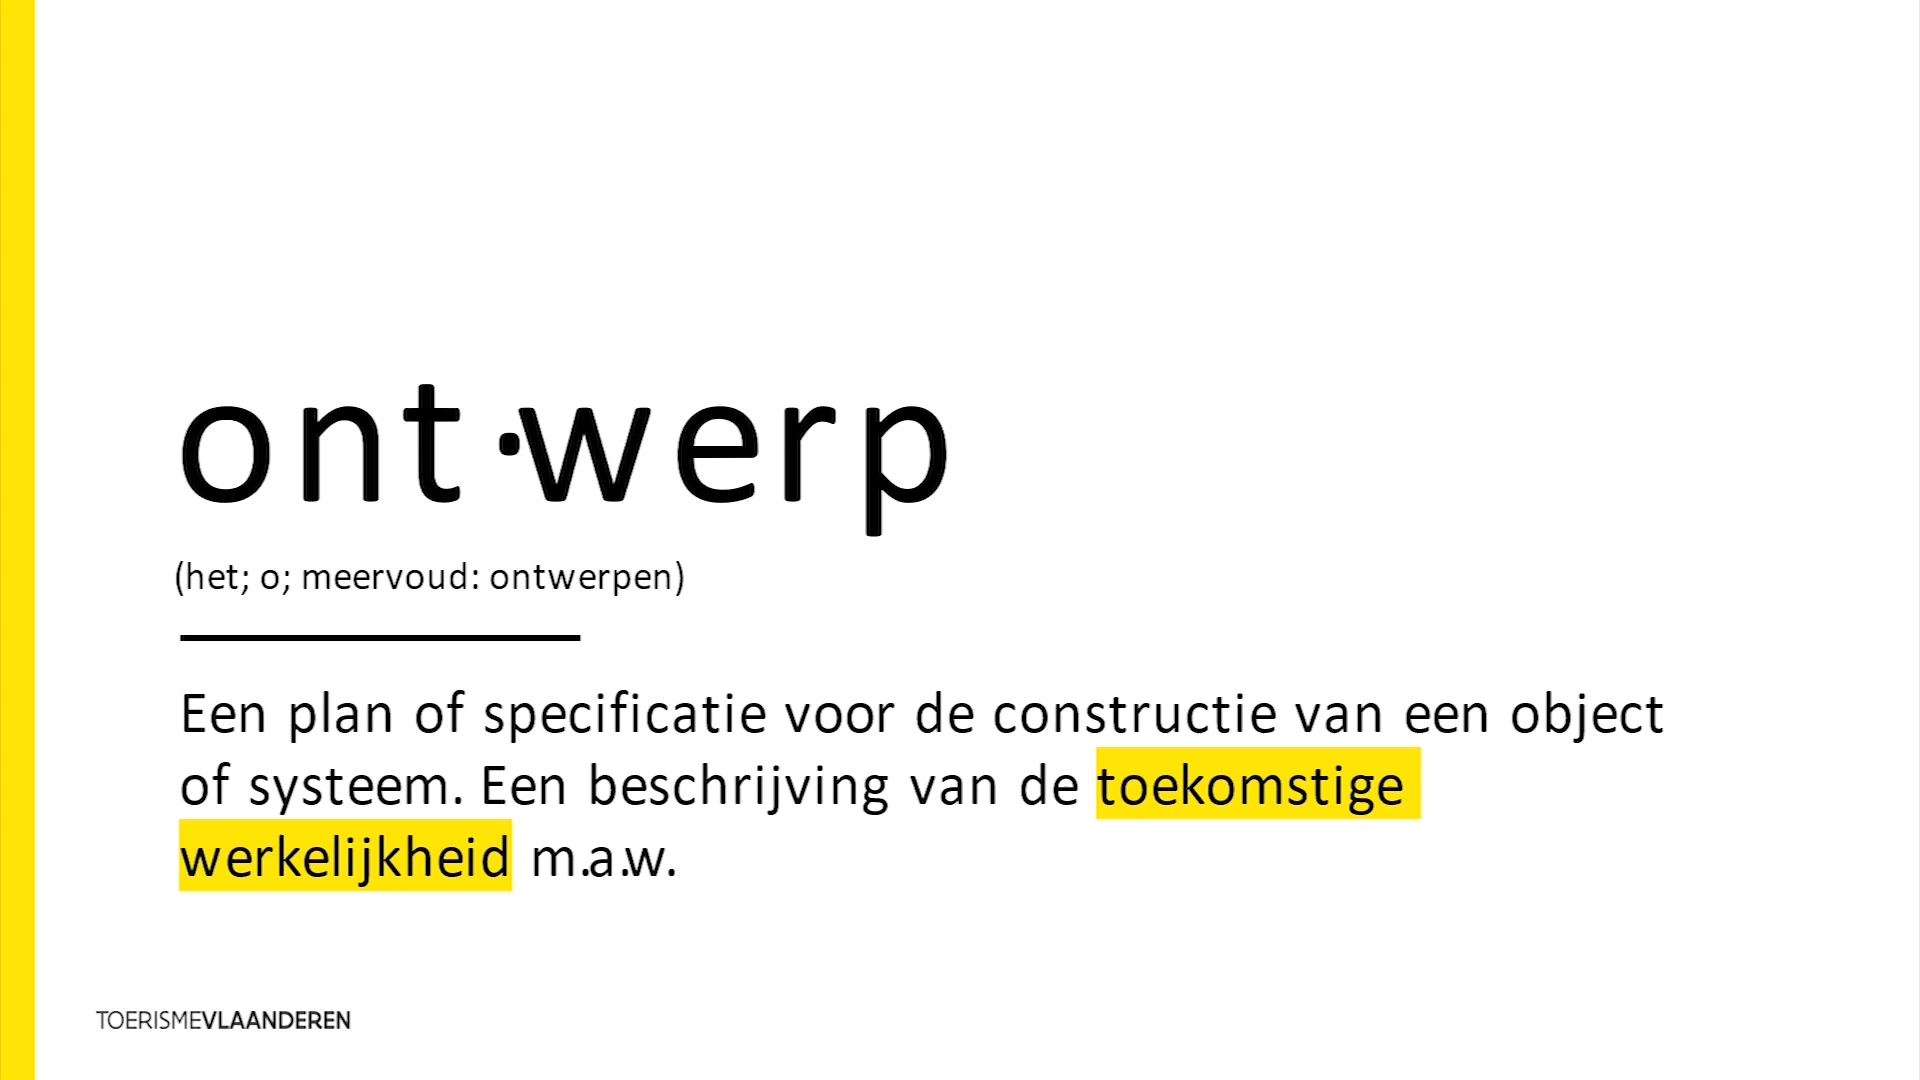 ont·werp
(het; o; meervoud: ontwerpen)
Een plan of specificatie voor de constructie van een object
of systeem. Een beschrijving van de toekomstige
werkelijkheid m.a.w.
TOERISMEVLAANDEREN